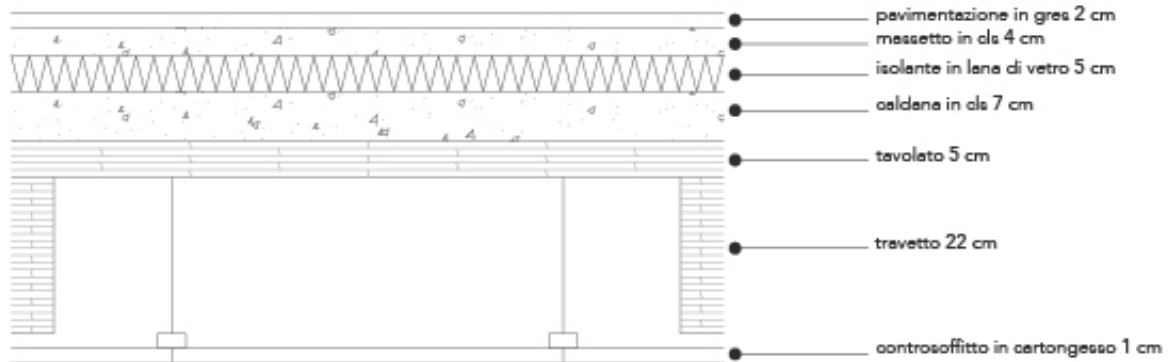 pavimentazione in gres 2 cm
massetto in cls 4 cm
isolante in lana di vetro 5 cm
caldana in cls 7 cm
tavolato 5 cm
travetto 22 cm
controsoffitto in cartongesso 1 cm